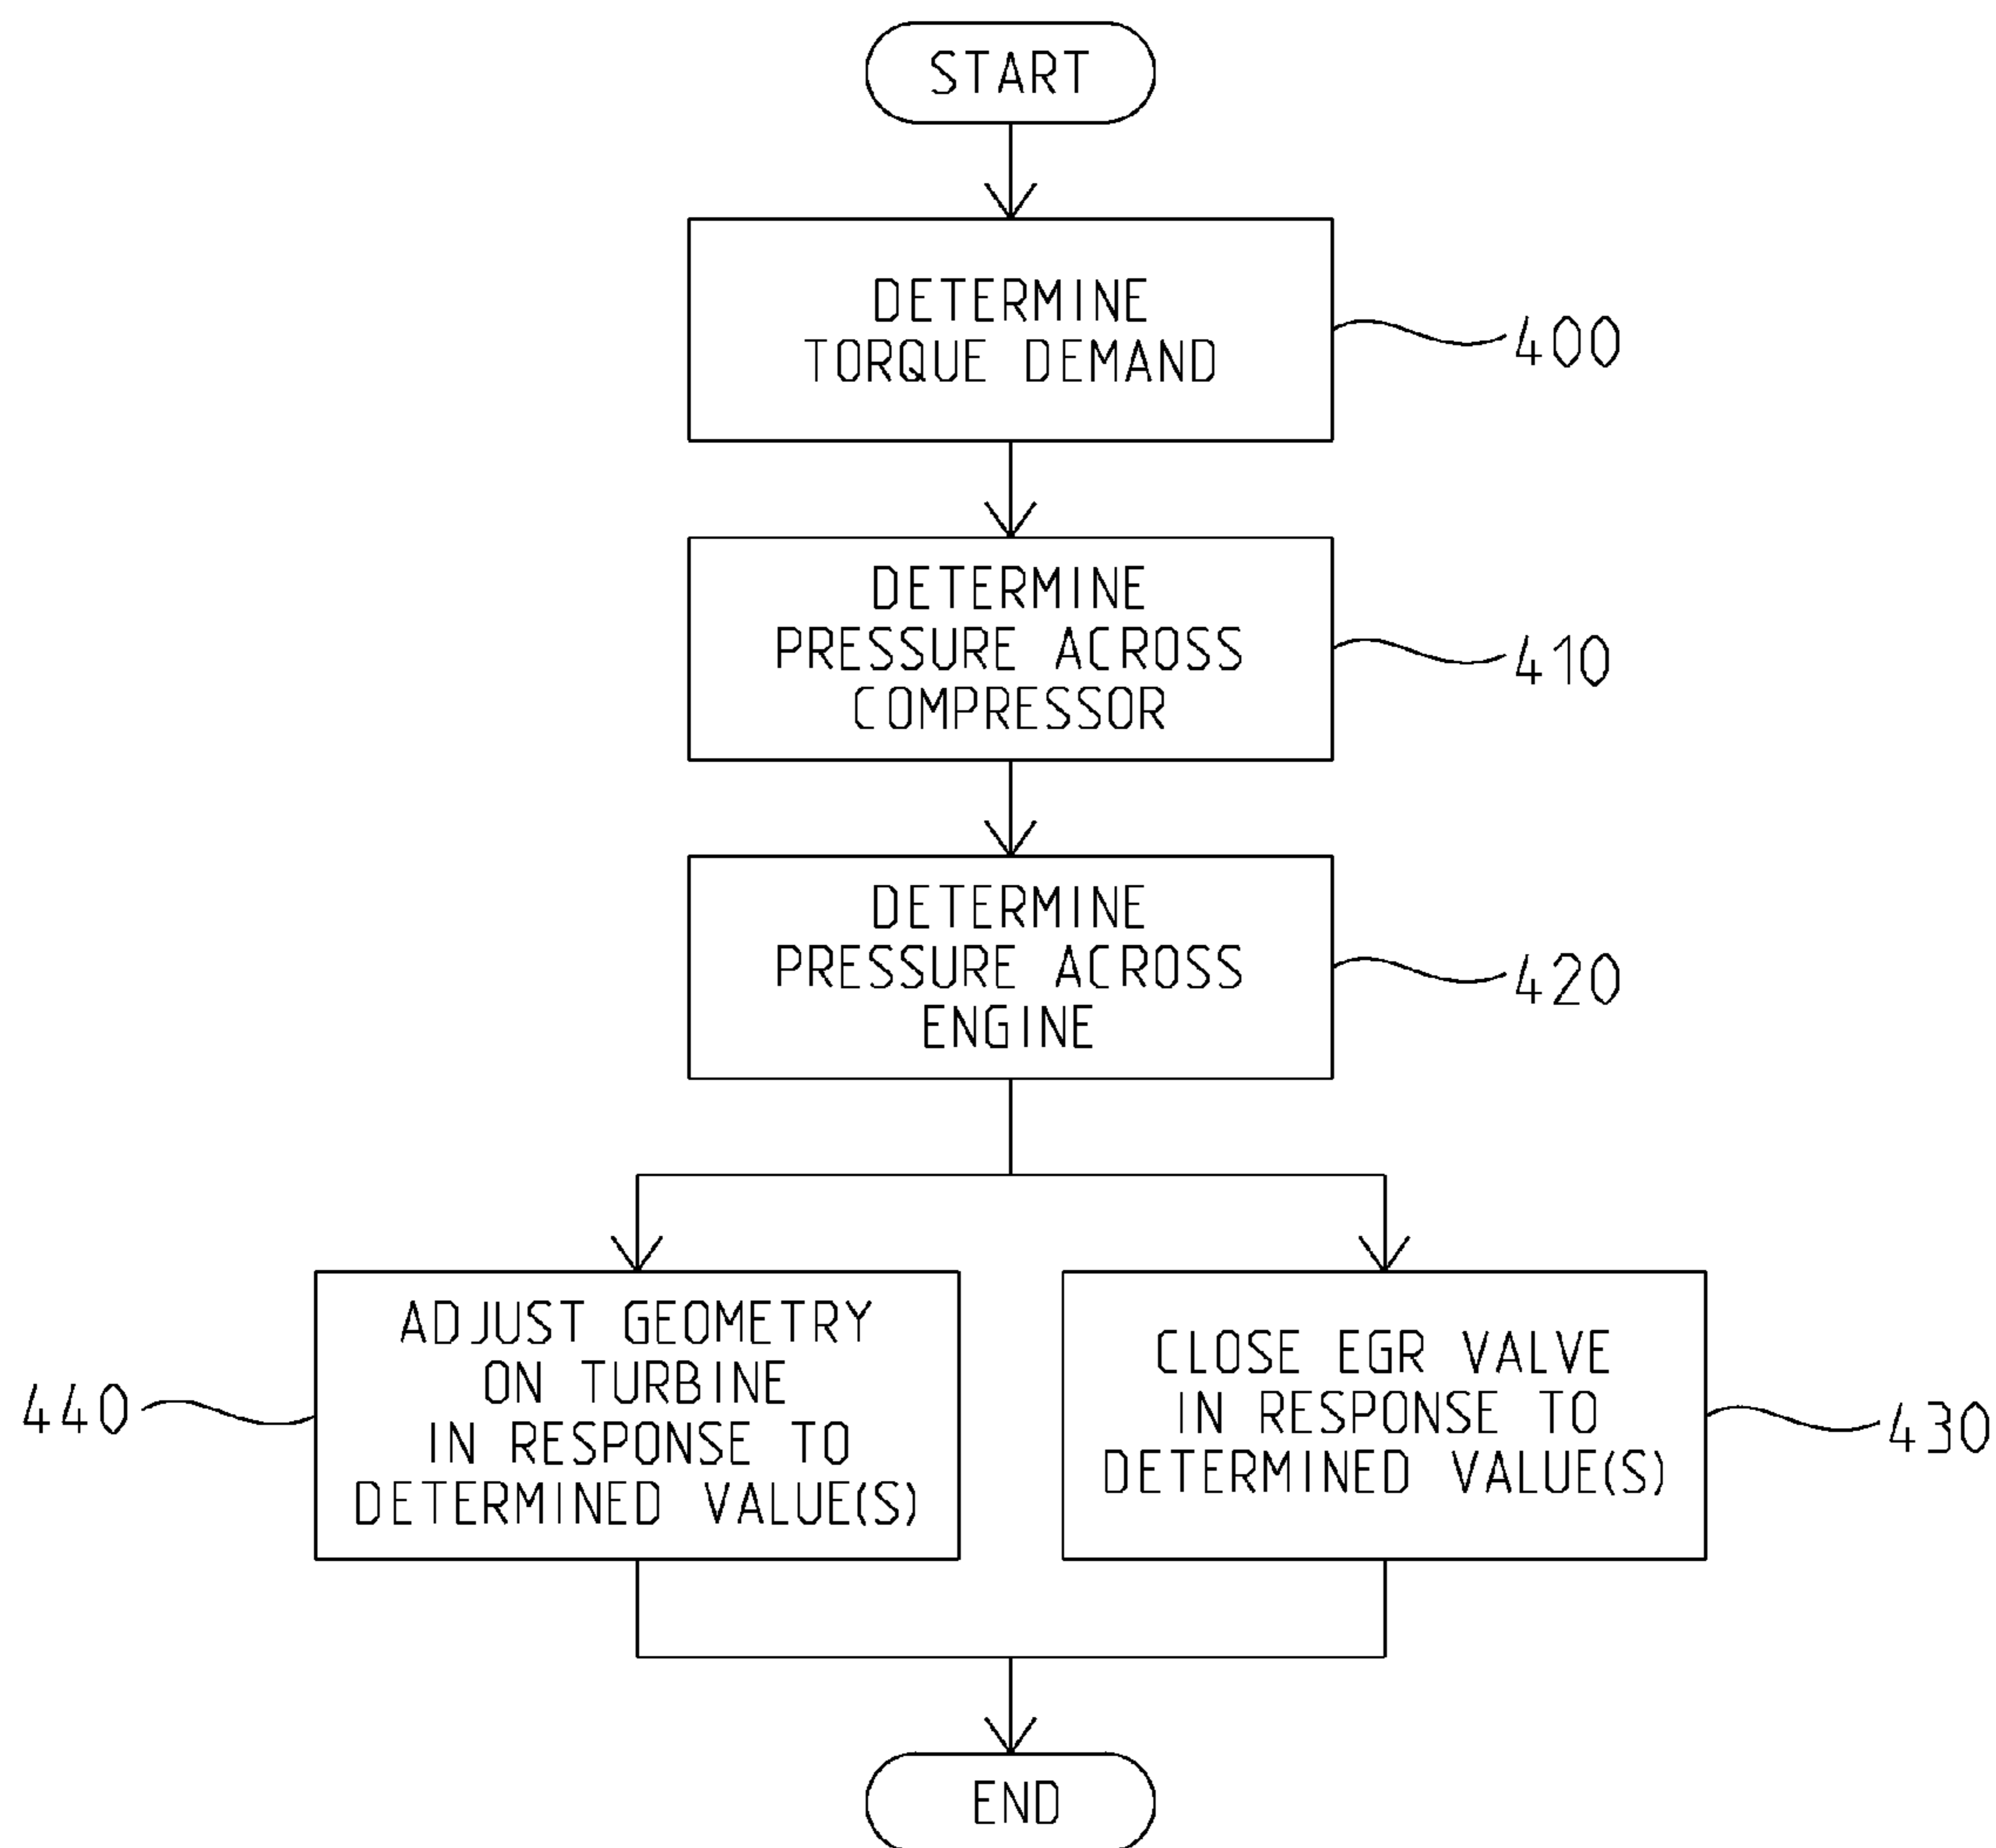 START
DETERMINE
TORQUE DEMAND
400
DETERMINE
PRESSURE ACROSS
COMPRESSOR
410
DETERMINE
PRESSURE ACROSS
ENGINE
420
ADJUST GEOMETRY
ON TURBINE
IN RESPONSE TO
DETERMINED VALUE(S)
440
CLOSE EGR VALVE
IN RESPONSE TO
DETERMINED VALUE(S)
430
END